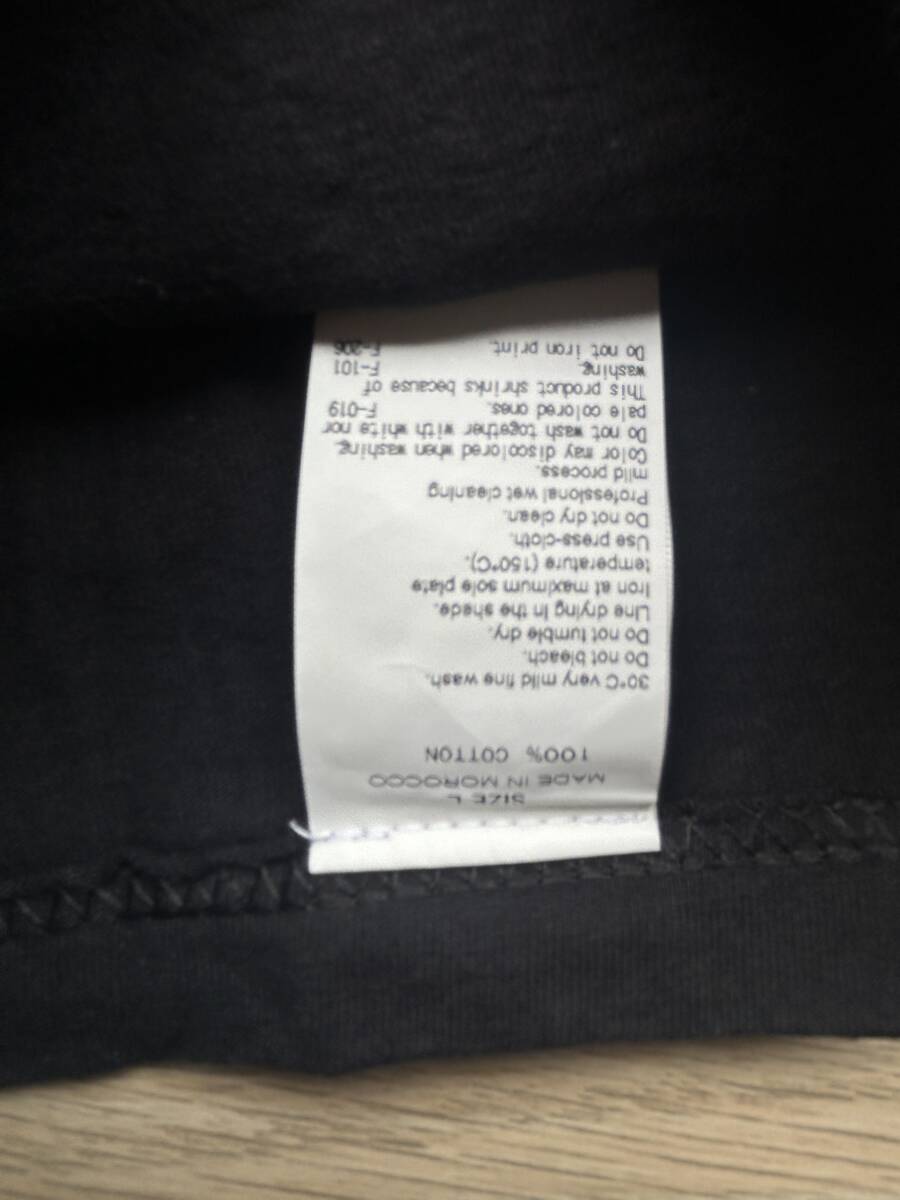 SIZE L
MADE IN MOROCCO
100% COTTON
30°C very mild fine wash.
Do not bleach.
Do not tumble dry.
Line drying in the shade.
Iron at maximum sole plate
temperature (150°C).
Use press-cloth.
Do not dry clean.
Professional wet cleaning
mild process.
Color may discolored when washing.
Do not wash together with white nor
pale colored ones. F-019
This product shrinks because of
washing. F-101
Do not iron print. F-206